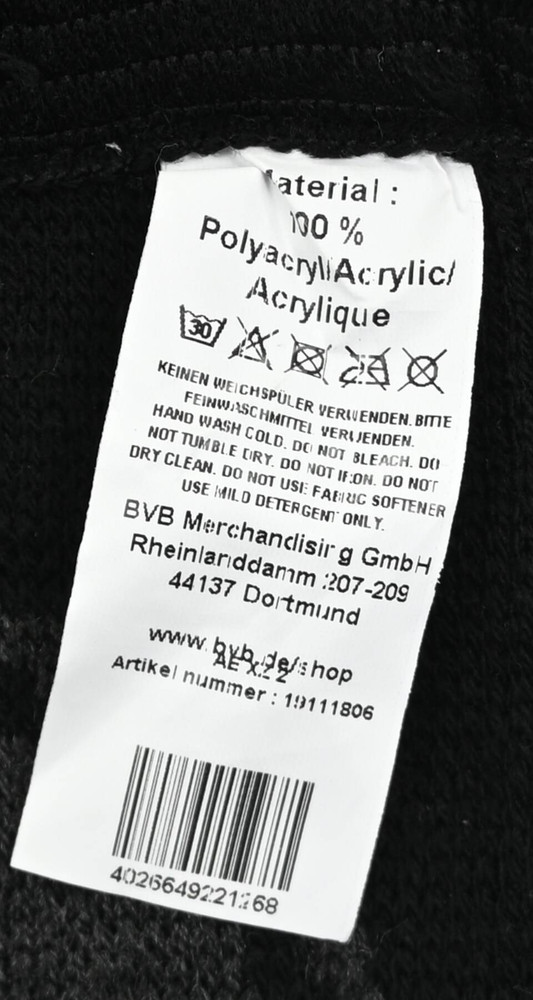 Material :
100 %
Polyacryl/Acrylic/
Acrylique
30
KEINEN WEICHSPÜLER VERWENDEN. BITTE
FEINWASCHMITTEL VERWENDEN.
HAND WASH COLD. DO NOT BLEACH. DO
NOT TUMBLE DRY. DO NOT IRON. DO NOT
DRY CLEAN. DO NOT USE FABRIC SOFTENER
USE MILD DETERGENT ONLY.
BVB Merchandising GmbH
Rheinlanddamm 207-209
44137 Dortmund
www.bvb.de/shop
Artikel nummer : 19111806
4026649221268